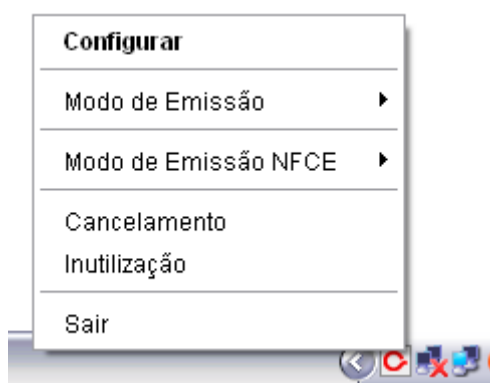 Configurar
Modo de Emissão
Modo de Emissão NFCE
Cancelamento
Inutilização
Sair